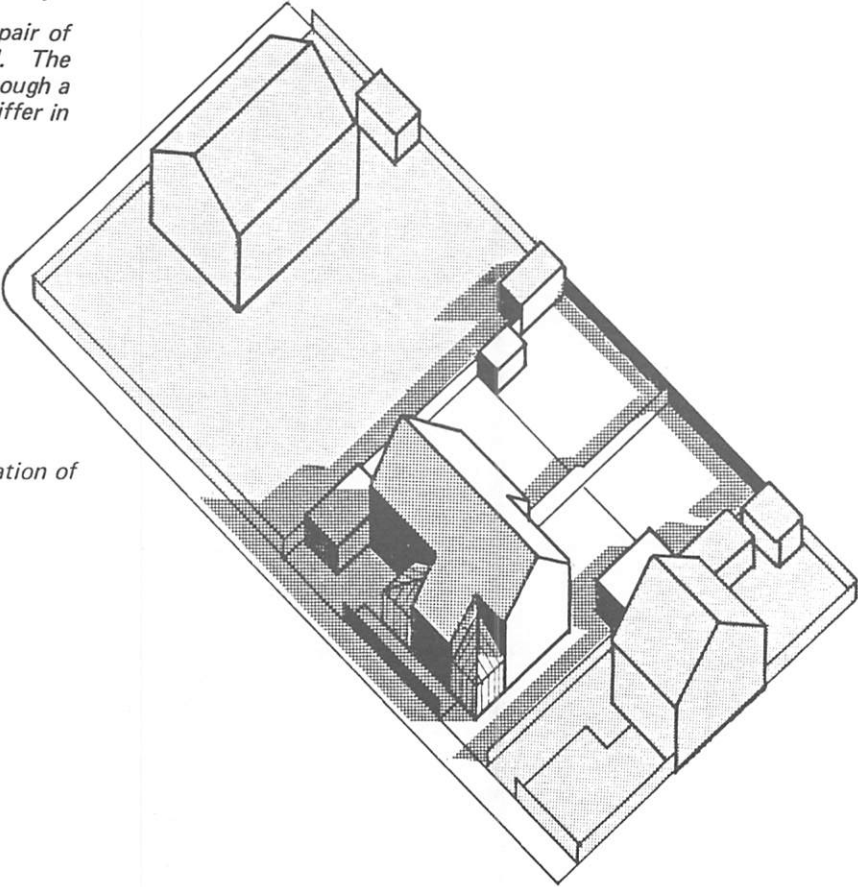 pair of
The
ough a
iffer in
ation of